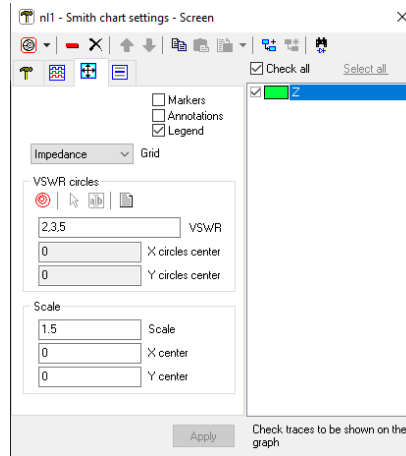 nl1 - Smith chart settings - Screen
Check all
Select all
Markers
Annotations
Legend
Z
Impedance
Grid
VSWR circles
a|b
2,3,5
VSWR
0
X circles center
0
Y circles center
Scale
1.5
Scale
0
X center
0
Y center
Apply
Check traces to be shown on the
graph